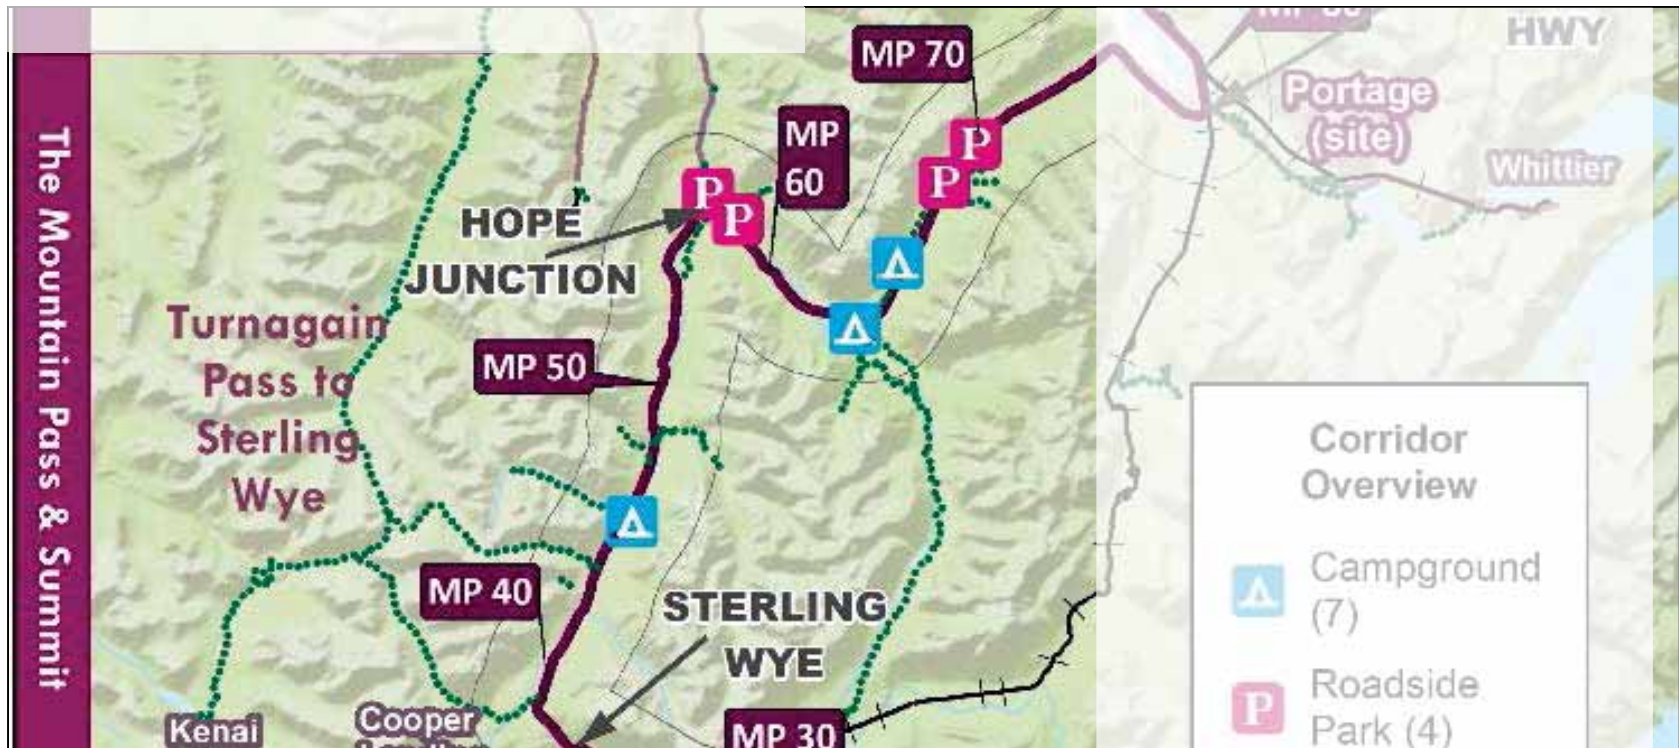 The Mountain Pass & Summit
MP 70
HWY
Portage
(site)
Whittier
MP
60
HOPE
JUNCTION
Turnagain
Pass to
Sterling
Wye
MP 50
MP 40
STERLING
WYE
MP 30
Kenai
Cooper
Corridor
Overview
Campground
(7)
Roadside
Park (4)
P
P
P
P
P